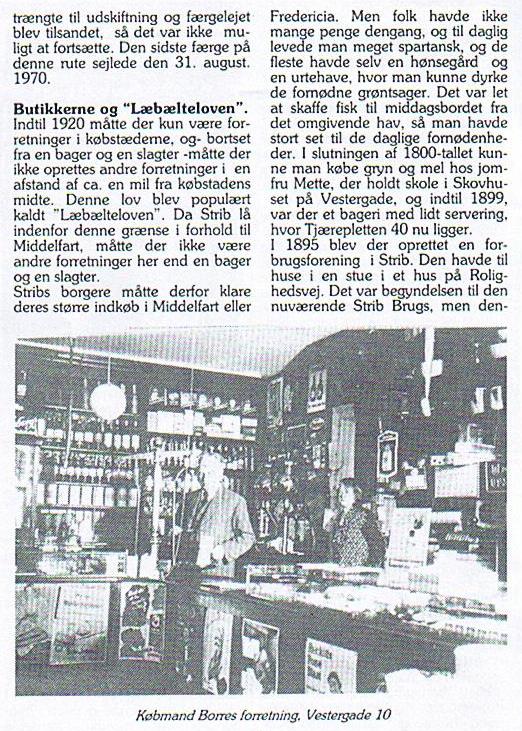 trængte til udskiftning og færgelejet
blev tilsandet, så det var ikke mu-
ligt at fortsætte. Den sidste færge på
denne rute sejlede den 31. august.
1970.
Butikkerne og "Læbælteloven".
Indtil 1920 måtte der kun være for-
retninger i købstæderne, og- bortset
fra en bager og en slagter -måtte der
ikke oprettes andre forretninger i en
afstand af ca. en mil fra købstadens
midte. Denne lov blev populært
kaldt "Læbælteloven". Da Strib lå
indenfor denne grænse i forhold til
Middelfart, måtte der ikke være
andre forretninger her end en bager
og en slagter.
Stribs borgere måtte derfor klare
deres større indkøb i Middelfart eller
Fredericia. Men folk havde ikke
mange penge dengang, og til daglig
levede man meget spartansk, og de
fleste havde selv en hønsegård og
en urtehave, hvor man kunne dyrke
de fornødne grøntsager. Det var let
at skaffe fisk til middagsbordet fra
det omgivende hav, så man havde
stort set til de daglige fornødenhe-
der. I slutningen af 1800-tallet kun-
ne man købe gryn og mel hos jom-
fru Mette, der holdt skole i Skovhu-
set på Vestergade, og indtil 1899,
var der et bageri med lidt servering,
hvor Tjærepletten 40 nu ligger.
I 1895 blev der oprettet en for-
brugsforening i Strib. Den havde til
huse i en stue i et hus på Rolig-
hedsvej. Det var begyndelsen til den
nuværende Strib Brugs, men den-
Købmand Borres forretning, Vestergade 10